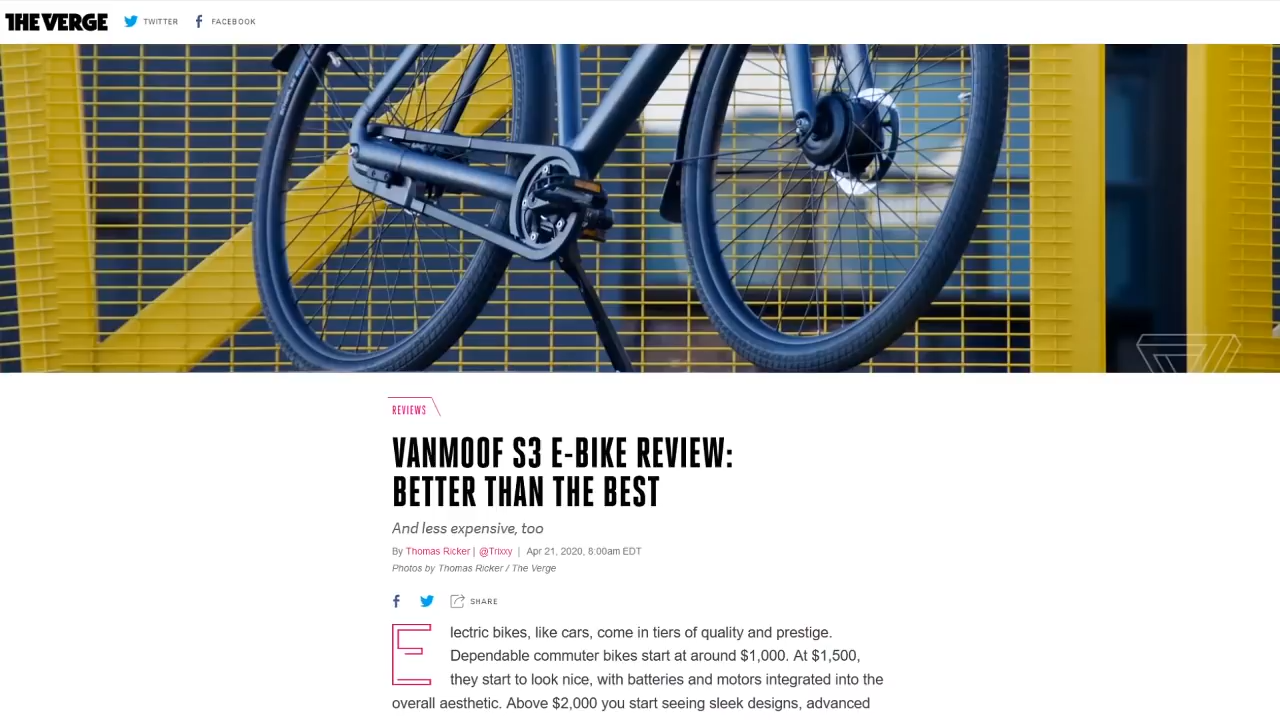 THE VERGE TWITTER FACEBOOK
REVIEWS
VANMOOF S3 E-BIKE REVIEW:
BETTER THAN THE BEST
And less expensive, too
By Thomas Ricker | @Trixxy | Apr 21, 2020, 8:00am EDT
Photos by Thomas Ricker / The Verge
SHARE
Electric bikes, like cars, come in tiers of quality and prestige.
Dependable commuter bikes start at around $1,000. At $1,500,
they start to look nice, with batteries and motors integrated into the
overall aesthetic. Above $2,000 you start seeing sleek designs, advanced